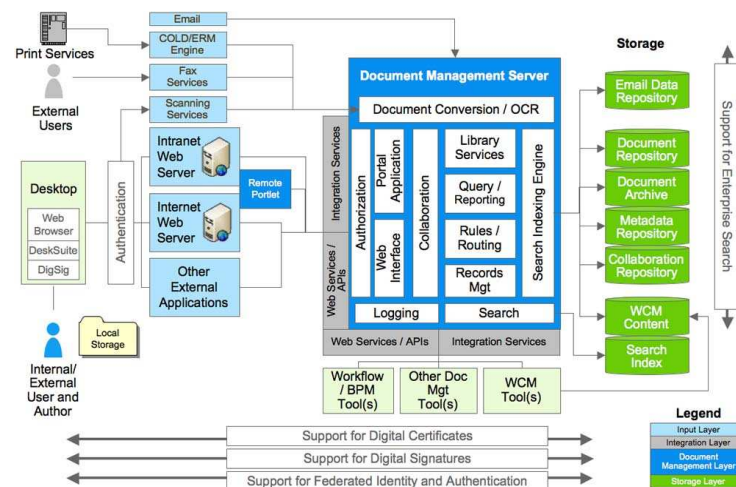 Email
COLD/ERM
Engine
Print Services
Fax
Services
External
Users
Scanning
Services
Document Management Server
Document Conversion / OCR
Integration Services
Web Services /
APIs
Authorization
Portal
Application
Web
Interface
Collaboration
Library
Services
Query /
Reporting
Rules /
Routing
Records
Mgt
Search Indexing Engine
Logging
Search
Web Services / APIs
Integration Services
Storage
Email Data
Repository
Document
Repository
Document
Archive
Metadata
Repository
Collaboration
Repository
WCM
Content
Search
Index
Support for Enterprise Search
Desktop
Web
Browser
DeskSuite
DigSig
Authentication
Intranet
Web
Server
Remote
Portlet
Internet
Web
Server
Other
External
Applications
Local
Storage
Internal/
External
User and
Author
Workflow
/ BPM
Tool(s)
Other Doc
Mgt
Tool(s)
WCM
Tool(s)
Support for Digital Certificates
Support for Digital Signatures
Support for Federated Identity and Authentication
Legend
Input Layer
Integration Layer
Document
Management Layer
Storage Layer